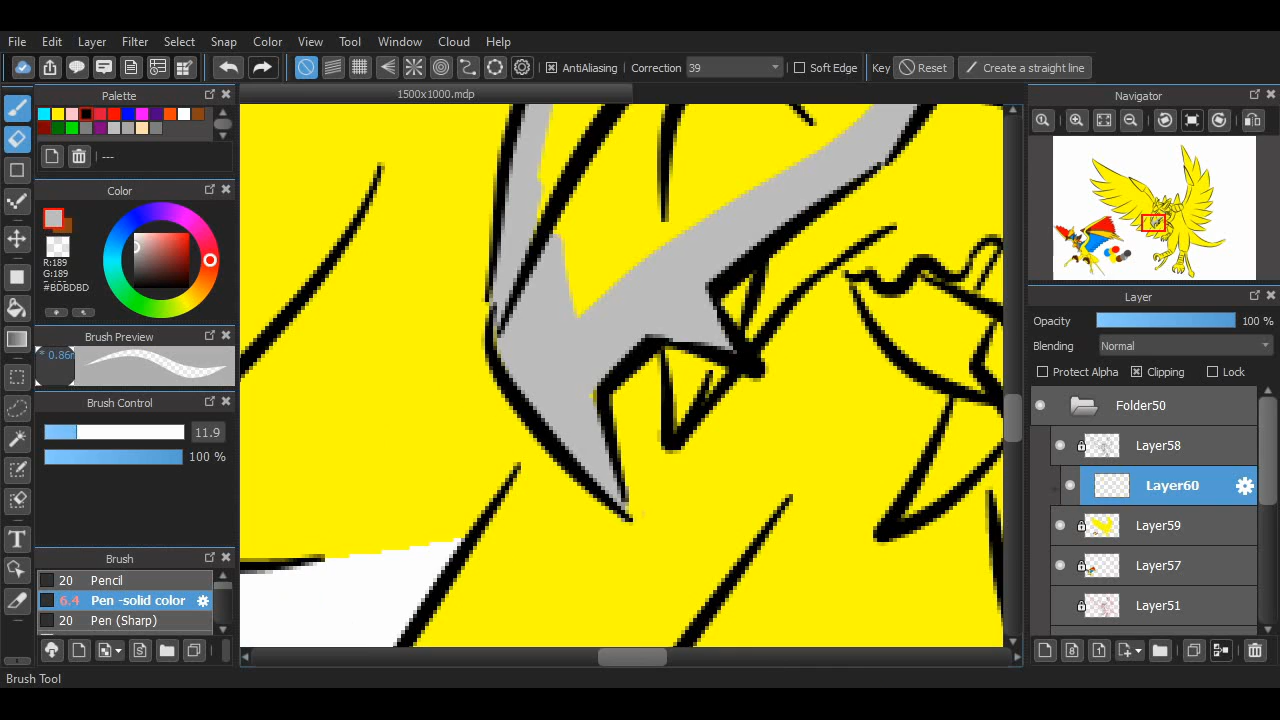 File Edit Layer Filter Select Snap Color View Tool Window Cloud Help
AntiAliasing Correction 39 Soft Edge Key Reset Create a straight line
Palette
---
Color
R:189
G:189
#BDBDBD
Brush Preview
* 0.86
Brush Control
11.9
100 %
Brush
20 Pencil
6.4 Pen -solid color
20 Pen (Sharp)
Brush Tool
1500x1000.mdp
Navigator
Layer
Opacity 100 %
Blending Normal
Protect Alpha Clipping Lock
Folder50
Layer58
Layer60
Layer59
Layer57
Layer51